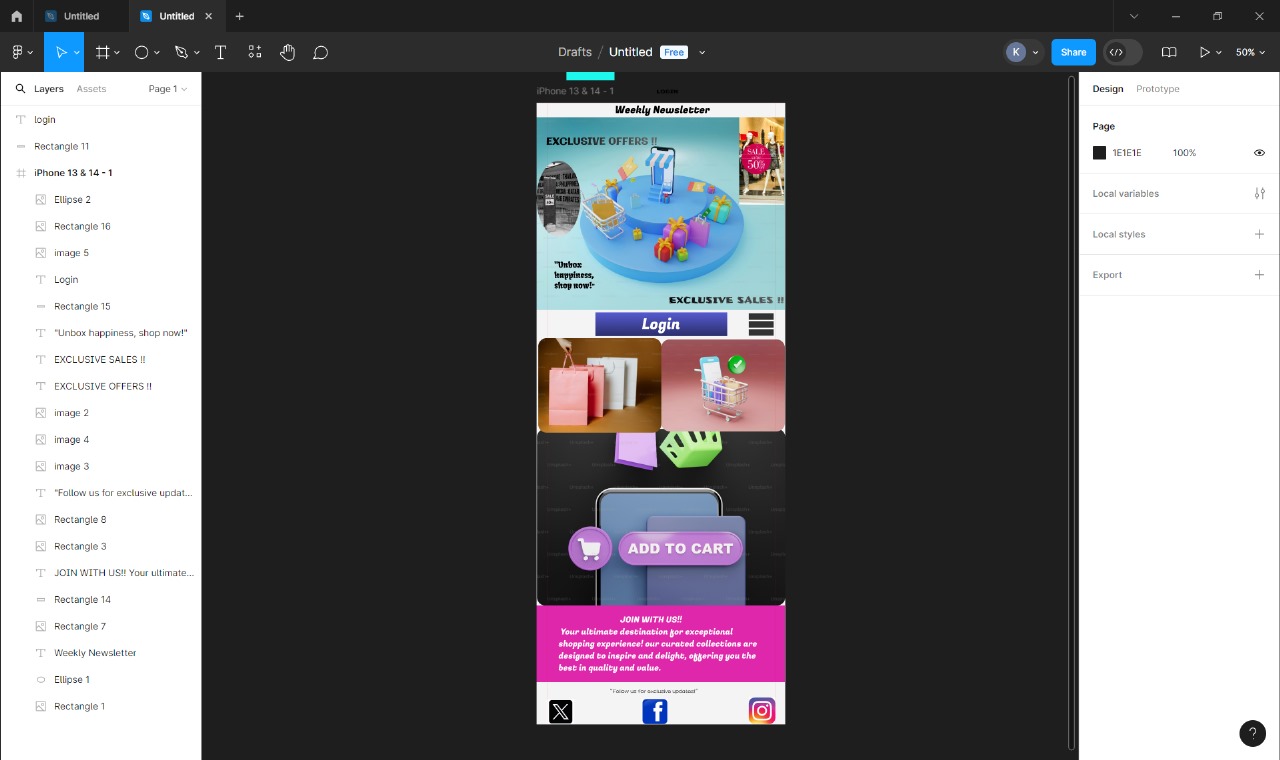 Untitled
Untitled
Drafts / Untitled Free
K
Share
50%
Layers
Assets
Page 1
login
Rectangle 11
iPhone 13 & 14 - 1
Ellipse 2
Rectangle 16
image 5
Login
Rectangle 15
"Unbox happiness, shop now!"
EXCLUSIVE SALES !!
EXCLUSIVE OFFERS !!
image 2
image 4
image 3
"Follow us for exclusive updat...
Rectangle 8
Rectangle 3
JOIN WITH US!! Your ultimate...
Rectangle 14
Rectangle 7
Weekly Newsletter
Ellipse 1
Rectangle 1
iPhone 13 & 14 - 1
LOGIN
Weekly Newsletter
EXCLUSIVE OFFERS !!
SALE
50%
"Unbox
happiness,
shop now!"
EXCLUSIVE SALES !!
Login
ADD TO CART
JOIN WITH US!!
Your ultimate destination for exceptional
shopping experience! our curated collections are
designed to inspire and delight, offering you the
best in quality and value.
"Follow us for exclusive updated"
Design
Prototype
Page
1E1E1E 100%
Local variables
Local styles
Export
?